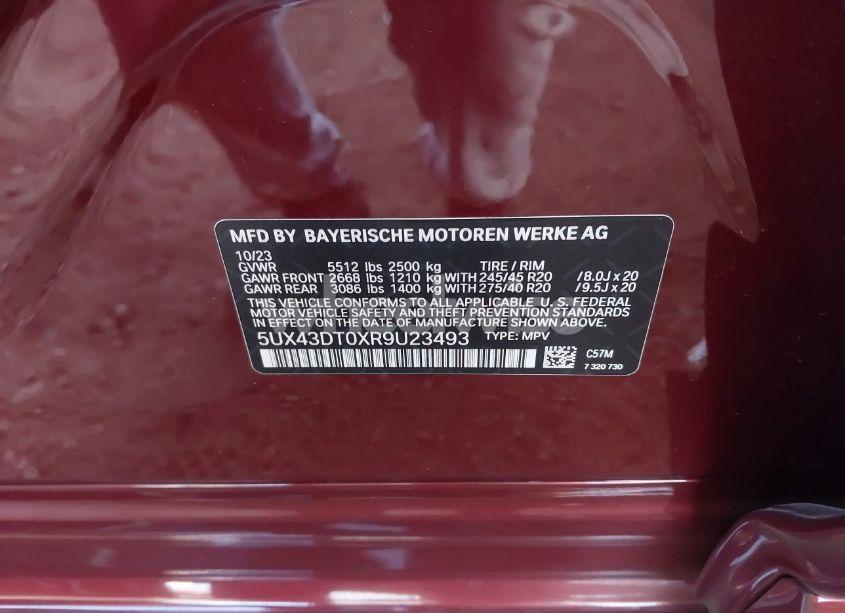 MFD BY BAYERISCHE MOTOREN WERKE AG
10/23
GVWR 5512 lbs 2500 kg TIRE / RIM
GAWR FRONT 2668 lbs 1210 kg WITH 245/45 R20 /8.0J x 20
GAWR REAR 3086 lbs 1400 kg WITH 275/40 R20 /9.5J x 20
THIS VEHICLE CONFORMS TO ALL APPLICABLE U.S. FEDERAL
MOTOR VEHICLE SAFETY AND THEFT PREVENTION STANDARDS
IN EFFECT ON THE DATE OF MANUFACTURE SHOWN ABOVE.
5UX43DT0XR9U23493 TYPE: MPV
C57M
7 320 730